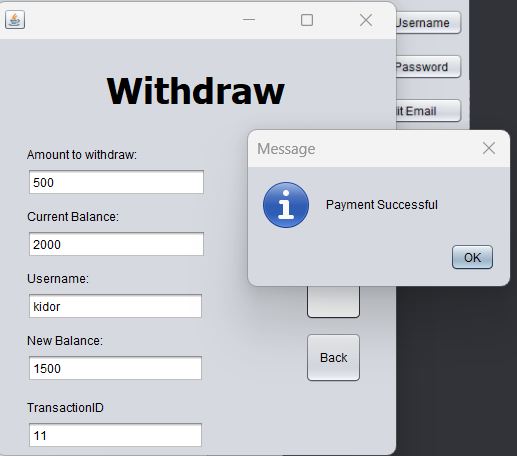 Username
Password
it Email
Withdraw
Message
Payment Successful
OK
Amount to withdraw:
500
Current Balance:
2000
Username:
kidor
New Balance:
1500
Back
TransactionID
11